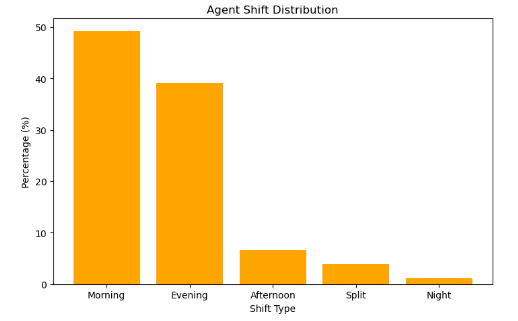 Agent Shift Distribution
50
40
30
20
10
0
Percentage (%)
Morning Evening Afternoon Split Night
Shift Type